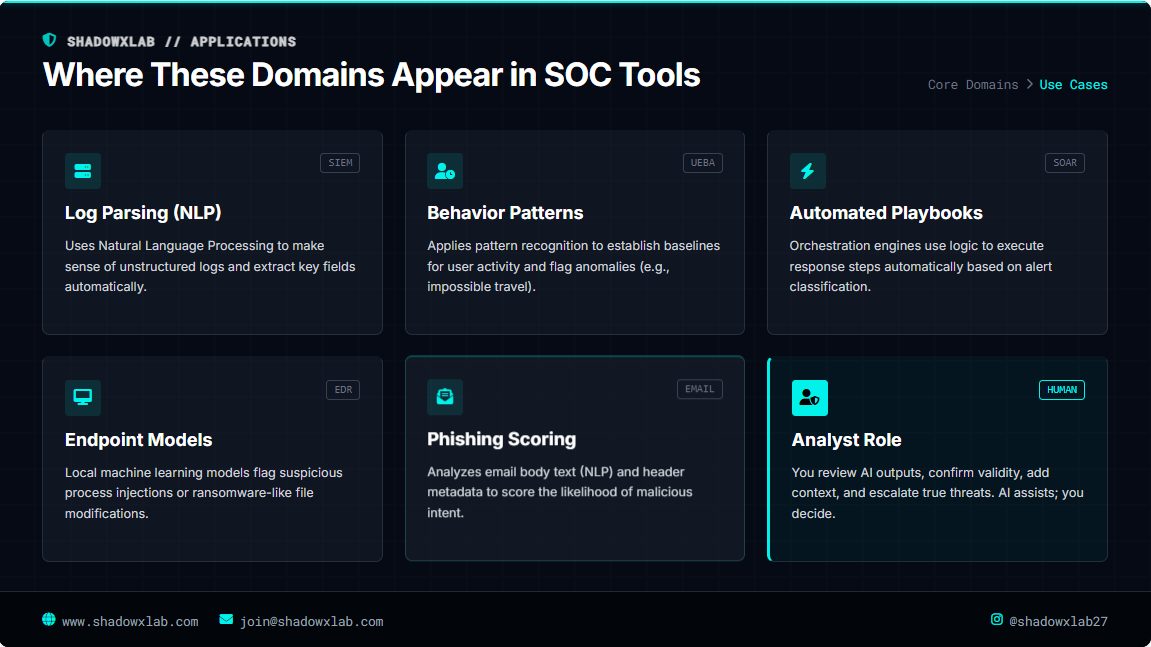 SHADOWXLAB // APPLICATIONS
Where These Domains Appear in SOC Tools
Core Domains > Use Cases
SIEM
Log Parsing (NLP)
Uses Natural Language Processing to make
sense of unstructured logs and extract key fields
automatically.
UEBA
Behavior Patterns
Applies pattern recognition to establish baselines
for user activity and flag anomalies (e.g.,
impossible travel).
SOAR
Automated Playbooks
Orchestration engines use logic to execute
response steps automatically based on alert
classification.
EDR
Endpoint Models
Local machine learning models flag suspicious
process injections or ransomware-like file
modifications.
EMAIL
Phishing Scoring
Analyzes email body text (NLP) and header
metadata to score the likelihood of malicious
intent.
HUMAN
Analyst Role
You review AI outputs, confirm validity, add
context, and escalate true threats. AI assists; you
decide.
www.shadowxlab.com
join@shadowxlab.com
@shadowxlab27